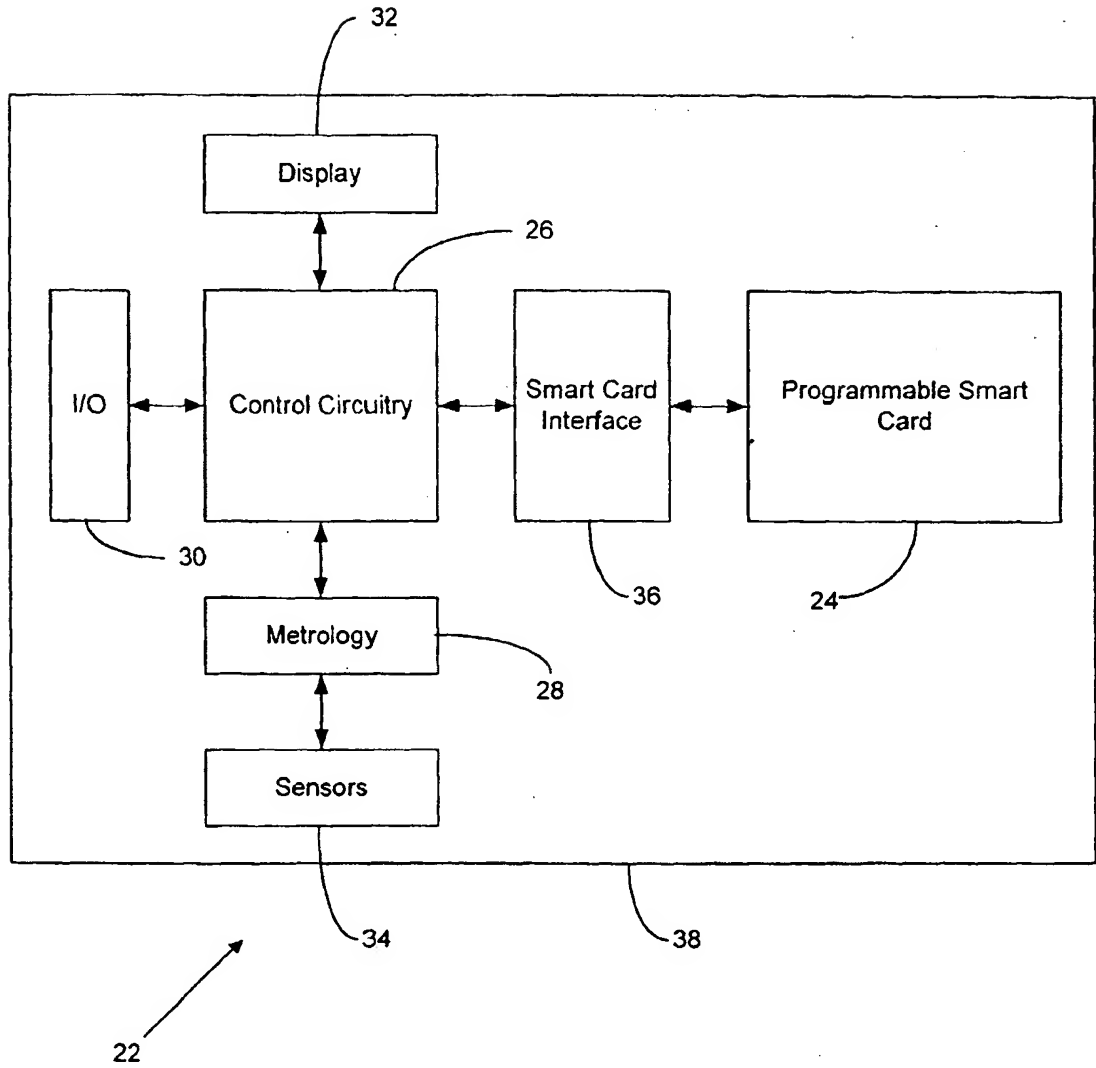 32
Display
26
I/O
Control Circuitry
Smart Card
Interface
Programmable Smart
Card
30
36
24
Metrology
28
Sensors
34
38
22